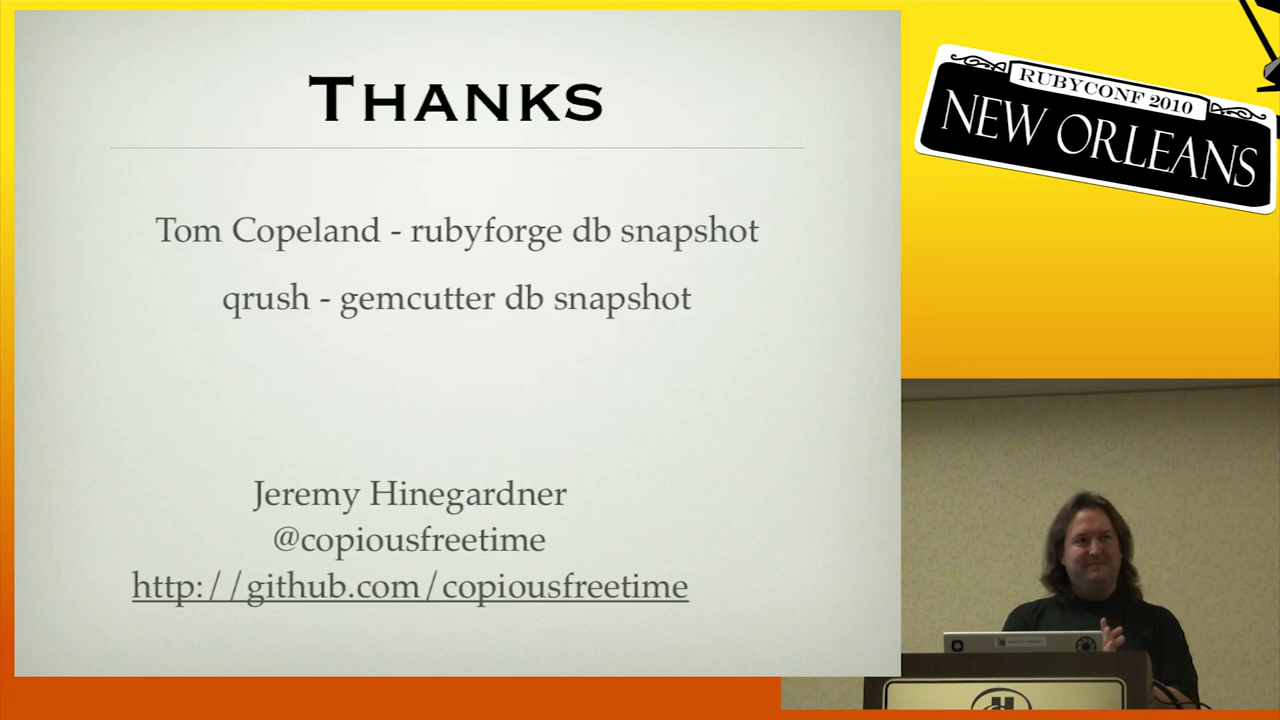 THANKS
Tom Copeland - rubyforge db snapshot
qrush - gemcutter db snapshot
Jeremy Hinegardner
@copiousfreetime
http://github.com/copiousfreetime
RUBYCONF 2010
NEW ORLEANS